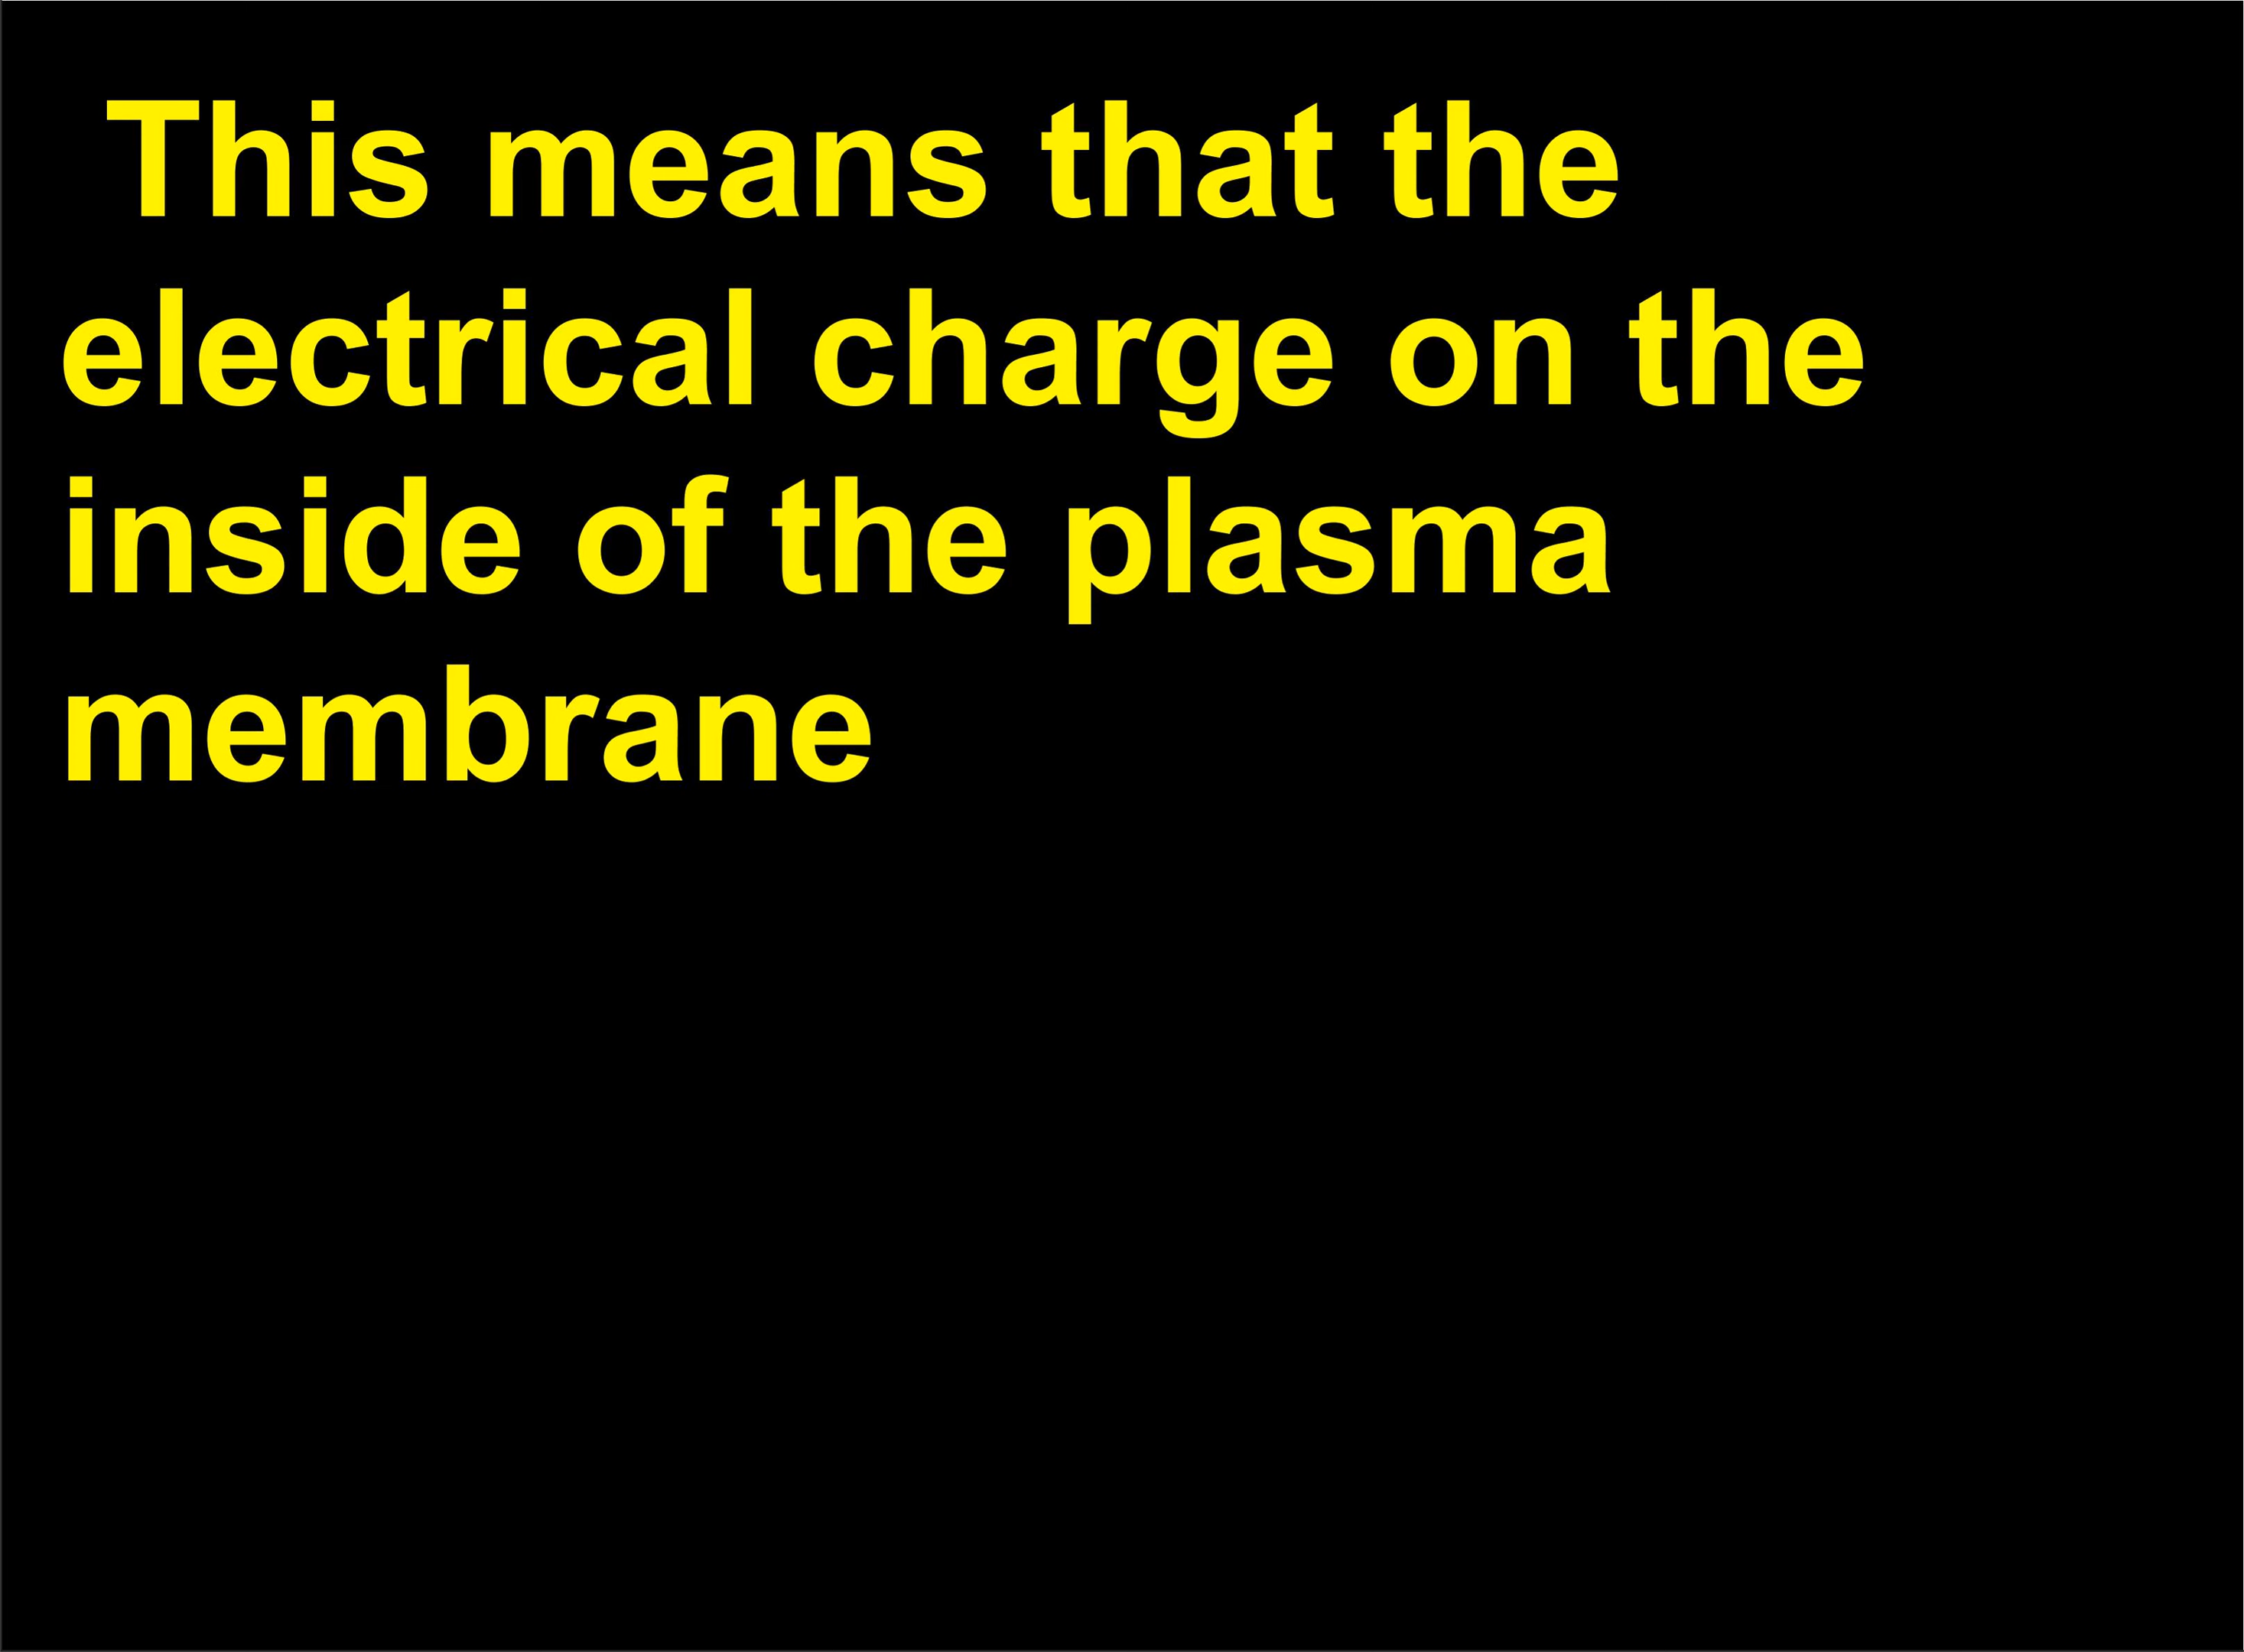 This means that the
electrical charge on the
inside of the plasma
membrane